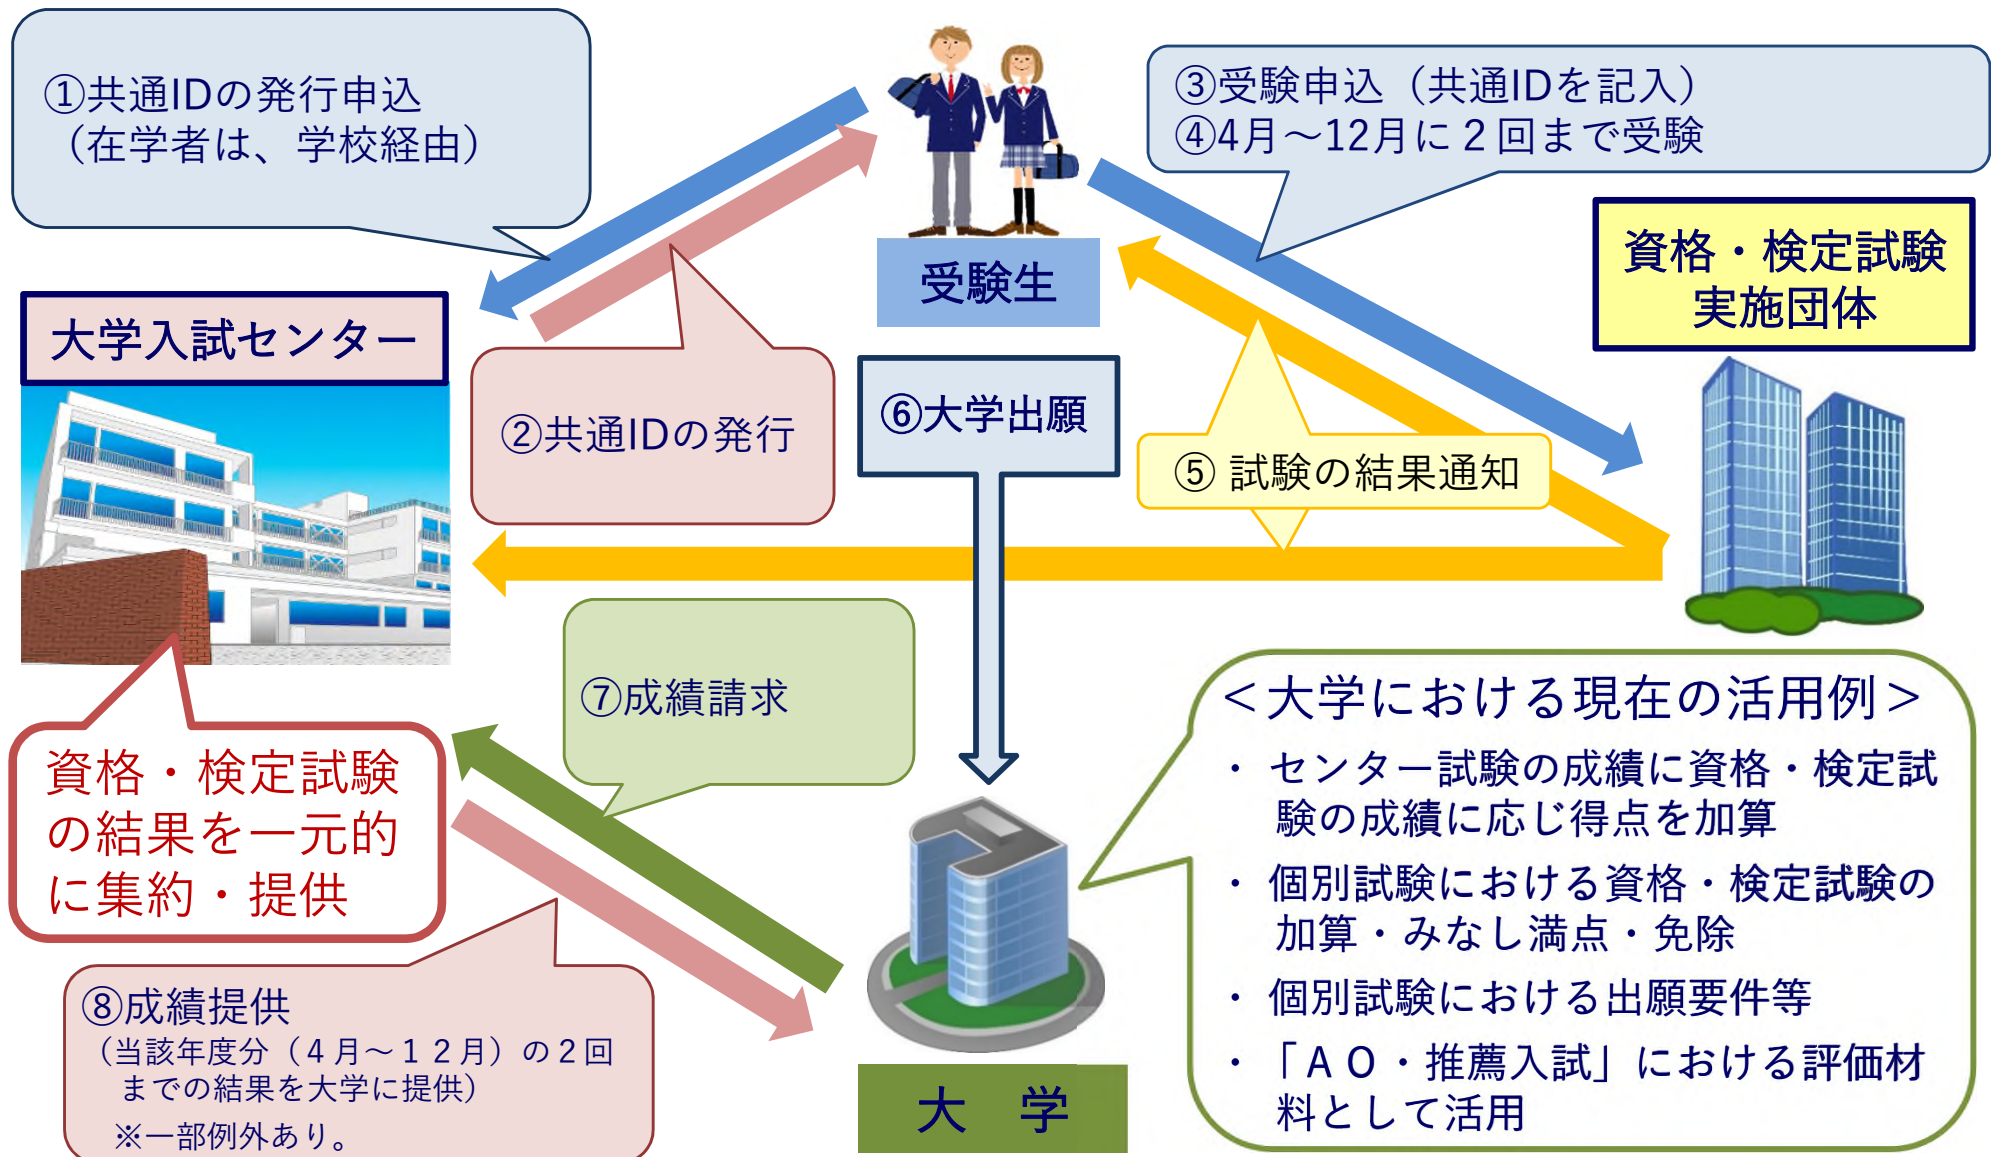 ①共通IDの発行申込
（在学者は、学校経由）
③受験申込（共通IDを記入）
④4月～12月に２回まで受験
資格・検定試験
実施団体
受験生
大学入試センター
②共通IDの発行
⑥大学出願
⑤ 試験の結果通知
⑦成績請求
資格・検定試験
の結果を一元的
に集約・提供
⑧成績提供
（当該年度分（４月～１２月）の２回
までの結果を大学に提供）
※一部例外あり。
大　学
＜大学における現在の活用例＞
・ センター試験の成績に資格・検定試
験の成績に応じ得点を加算
・ 個別試験における資格・検定試験の
加算・みなし満点・免除
・ 個別試験における出願要件等
・ 「ＡＯ・推薦入試」における評価材
料として活用